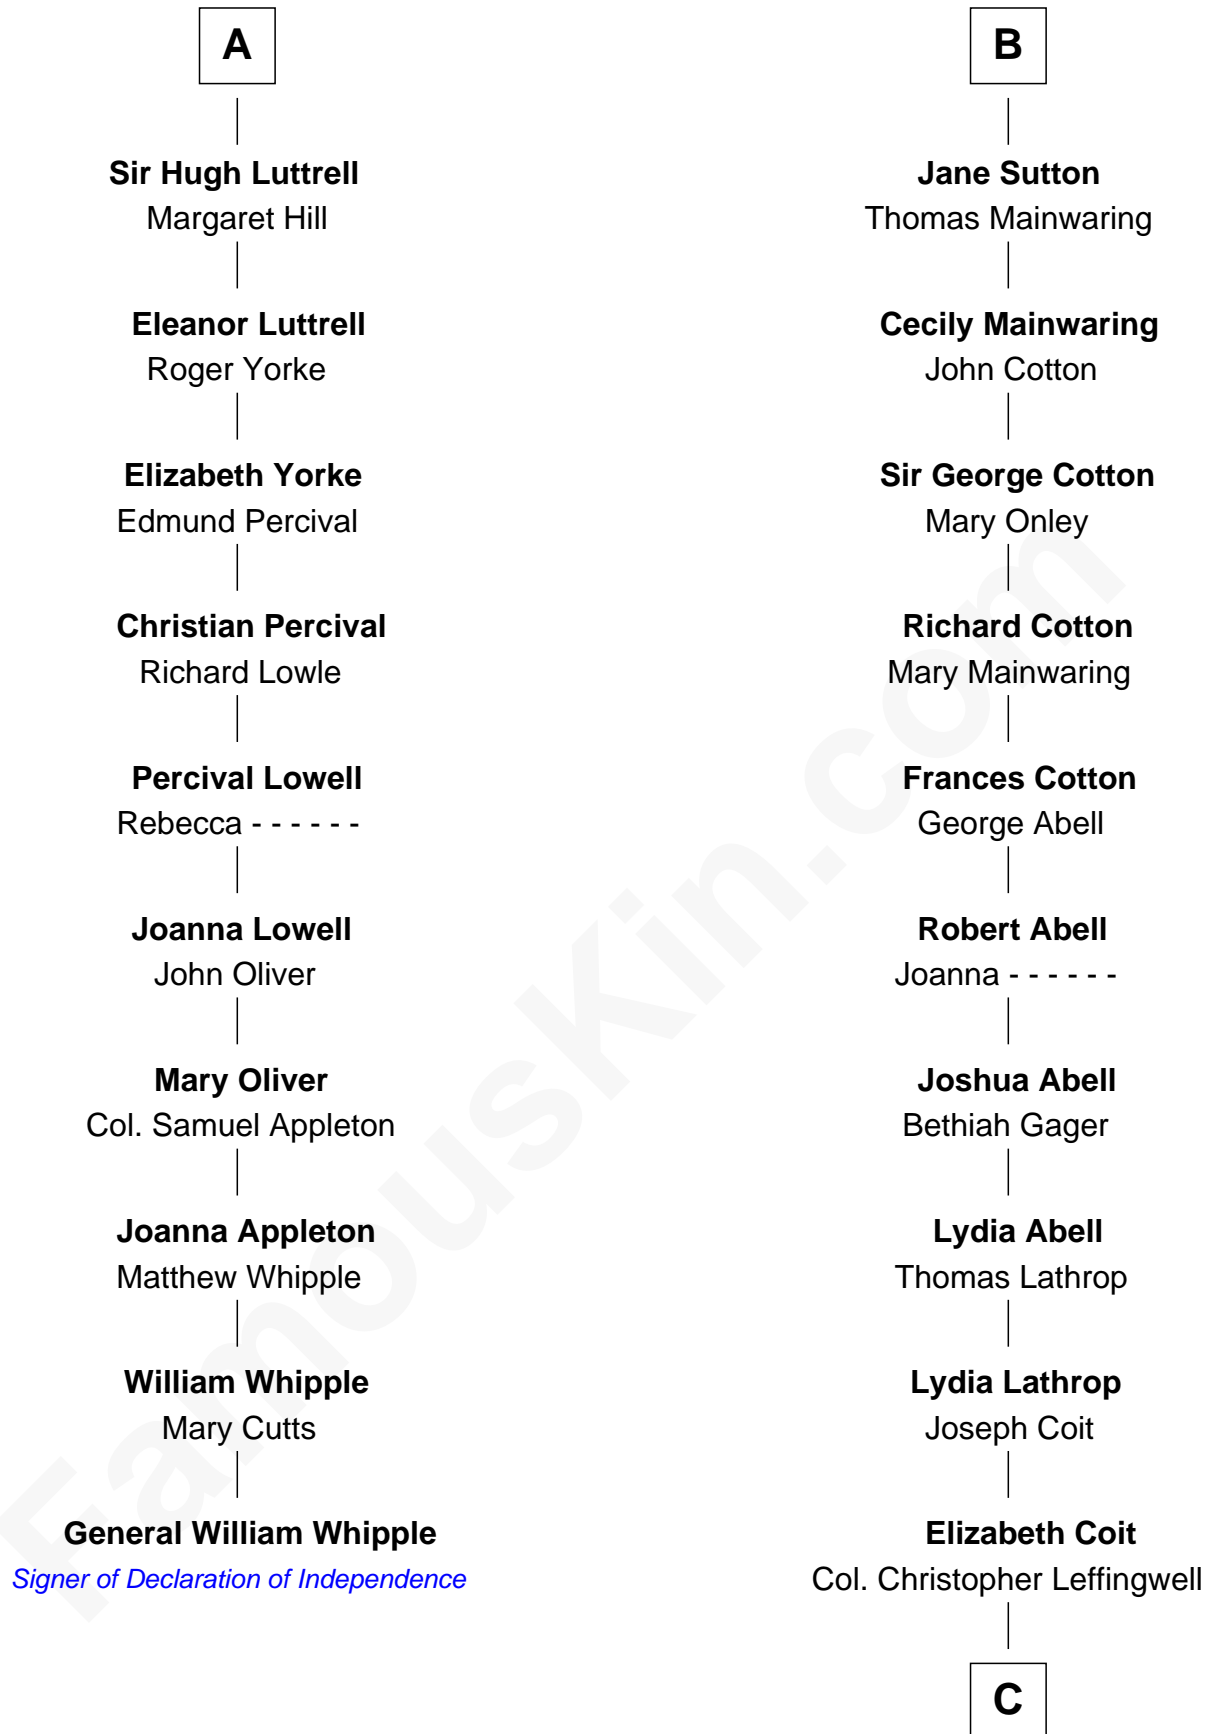 A
Sir Hugh Luttrell
Margaret Hill
Eleanor Luttrell
Roger Yorke
Elizabeth Yorke
Edmund Percival
Christian Percival
Richard Lowle
Percival Lowell
Rebecca - - - - - -
Joanna Lowell
John Oliver
Mary Oliver
Col. Samuel Appleton
Joanna Appleton
Matthew Whipple
William Whipple
Mary Cutts
General William Whipple
Signer of Declaration of Independence
B
Jane Sutton
Thomas Mainwaring
Cecily Mainwaring
John Cotton
Sir George Cotton
Mary Onley
Richard Cotton
Mary Mainwaring
Frances Cotton
George Abell
Robert Abell
Joanna - - - - - -
Joshua Abell
Bethiah Gager
Lydia Abell
Thomas Lathrop
Lydia Lathrop
Joseph Coit
Elizabeth Coit
Col. Christopher Leffingwell
C
FamousKin.com